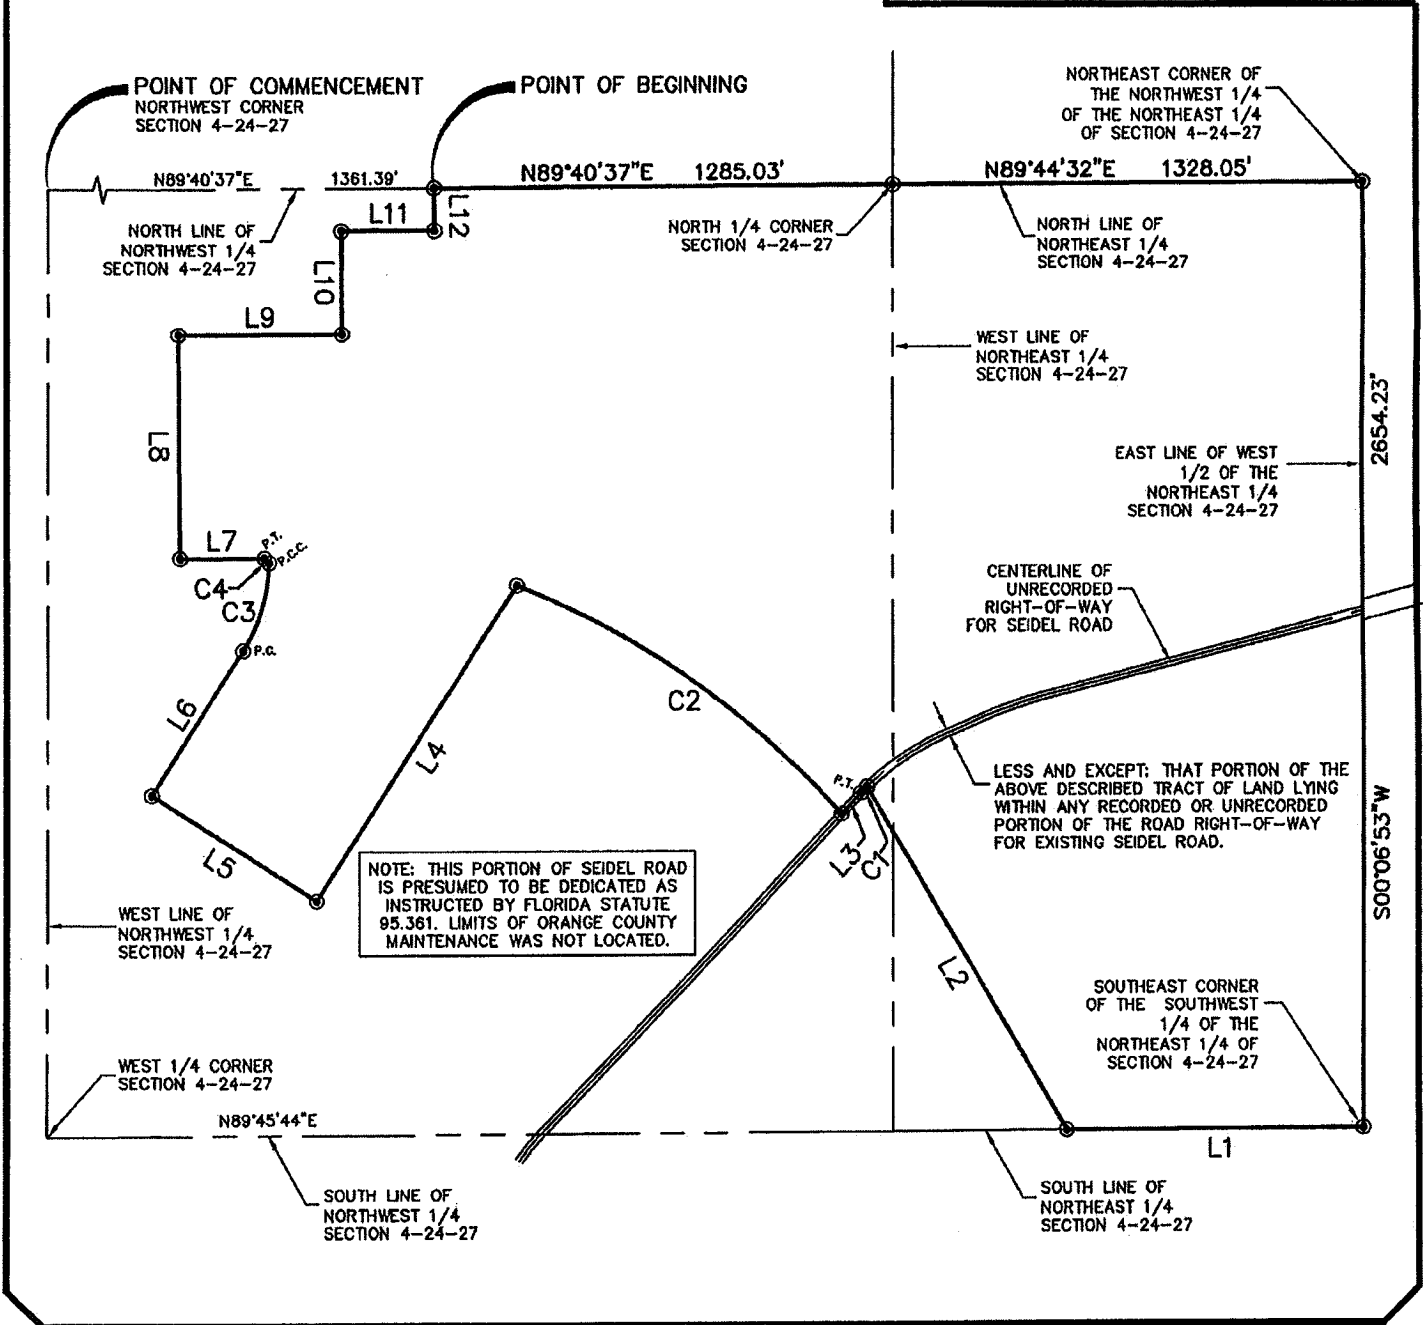 POINT OF COMMENCEMENT
NORTHWEST CORNER
SECTION 4-24-27
POINT OF BEGINNING
NORTHEAST CORNER OF
THE NORTHWEST 1/4
OF THE NORTHEAST 1/4
OF SECTION 4-24-27
N89°40'37"E
1361.39'
N89°40'37"E 1285.03'
N89°44'32"E 1328.05'
L11
L12
NORTH LINE OF
NORTHWEST 1/4
SECTION 4-24-27
NORTH 1/4 CORNER
SECTION 4-24-27
NORTH LINE OF
NORTHEAST 1/4
SECTION 4-24-27
L10
L9
WEST LINE OF
NORTHEAST 1/4
SECTION 4-24-27
2654.23'
L8
EAST LINE OF WEST
1/2 OF THE
NORTHEAST 1/4
SECTION 4-24-27
L7
P.T.
P.C.C.
C4
C3
P.C.
CENTERLINE OF
UNRECORDED
RIGHT-OF-WAY
FOR SEIDEL ROAD
L6
C2
L4
P.T.
LESS AND EXCEPT: THAT PORTION OF THE
ABOVE DESCRIBED TRACT OF LAND LYING
WITHIN ANY RECORDED OR UNRECORDED
PORTION OF THE ROAD RIGHT-OF-WAY
FOR EXISTING SEIDEL ROAD.
S00°06'53"W
L5
L3
C1
NOTE: THIS PORTION OF SEIDEL ROAD
IS PRESUMED TO BE DEDICATED AS
INSTRUCTED BY FLORIDA STATUTE
95.361. LIMITS OF ORANGE COUNTY
MAINTENANCE WAS NOT LOCATED.
WEST LINE OF
NORTHWEST 1/4
SECTION 4-24-27
L2
SOUTHEAST CORNER
OF THE SOUTHWEST
1/4 OF THE
NORTHEAST 1/4 OF
SECTION 4-24-27
WEST 1/4 CORNER
SECTION 4-24-27
N89°45'44"E
L1
SOUTH LINE OF
NORTHWEST 1/4
SECTION 4-24-27
SOUTH LINE OF
NORTHEAST 1/4
SECTION 4-24-27